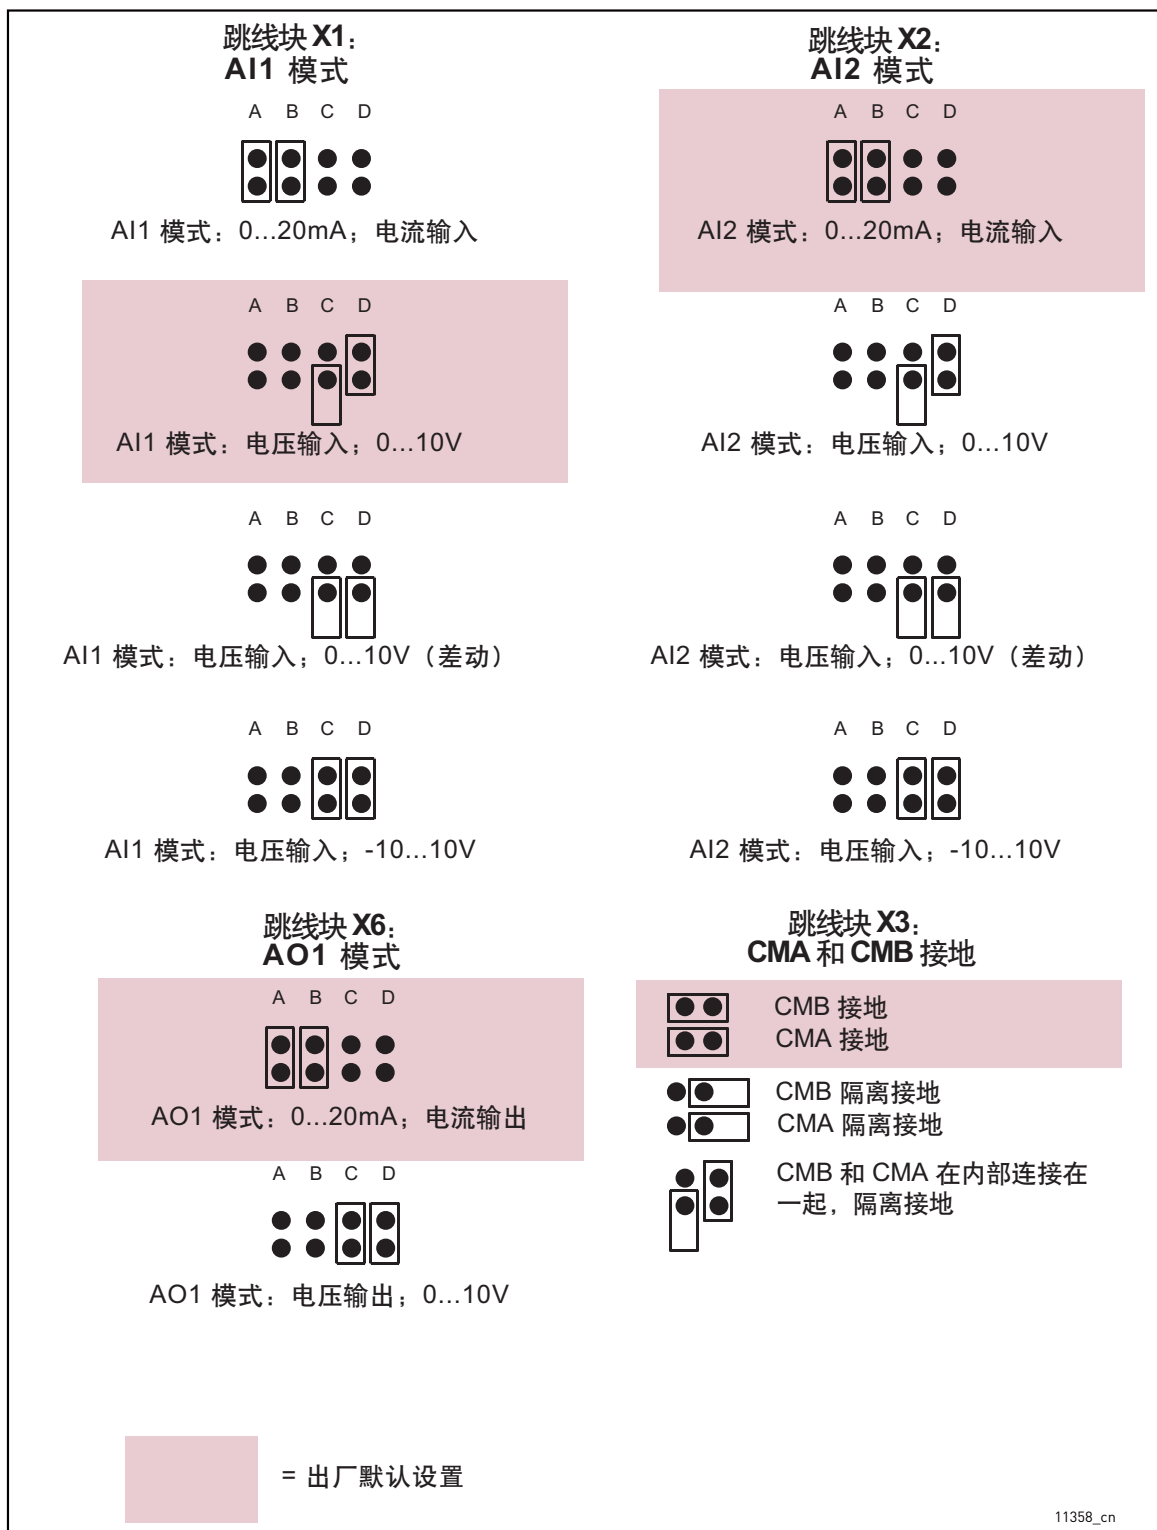 跳线块 X1：
AI1 模式
A B C D
AI1 模式：0...20mA；电流输入
A B C D
AI1 模式：电压输入；0...10V
A B C D
AI1 模式：电压输入；0...10V（差动）
A B C D
AI1 模式：电压输入；-10...10V
跳线块 X2：
AI2 模式
A B C D
AI2 模式：0...20mA；电流输入
A B C D
AI2 模式：电压输入；0...10V
A B C D
AI2 模式：电压输入；0...10V（差动）
A B C D
AI2 模式：电压输入；-10...10V
跳线块 X6：
AO1 模式
A B C D
AO1 模式：0...20mA；电流输出
A B C D
AO1 模式：电压输出；0...10V
跳线块 X3：
CMA 和 CMB 接地
CMB 接地
CMA 接地
CMB 隔离接地
CMA 隔离接地
CMB 和 CMA 在内部连接在
一起，隔离接地
= 出厂默认设置
11358_cn